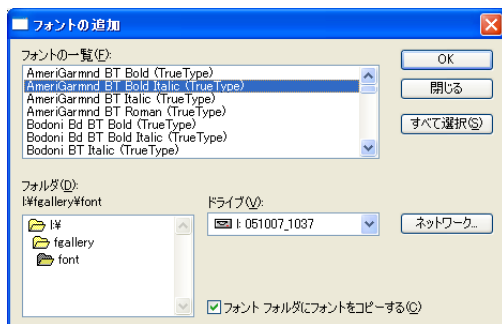 フォントの追加
フォントの一覧(F):
AmeriGarmnd BT Bold (TrueType)
AmeriGarmnd BT Bold Italic (TrueType)
AmeriGarmnd BT Italic (TrueType)
AmeriGarmnd BT Roman (TrueType)
Bodoni Bd BT Bold (TrueType)
Bodoni Bd BT Bold Italic (TrueType)
Bodoni BT Italic (TrueType)
OK
閉じる
すべて選択(S)
フォルダ(D):
I:¥fgallery¥font
I:¥
fgallery
font
ドライブ(V):
I: 051007_1037
ネットワーク...
フォント フォルダにフォントをコピーする(C)